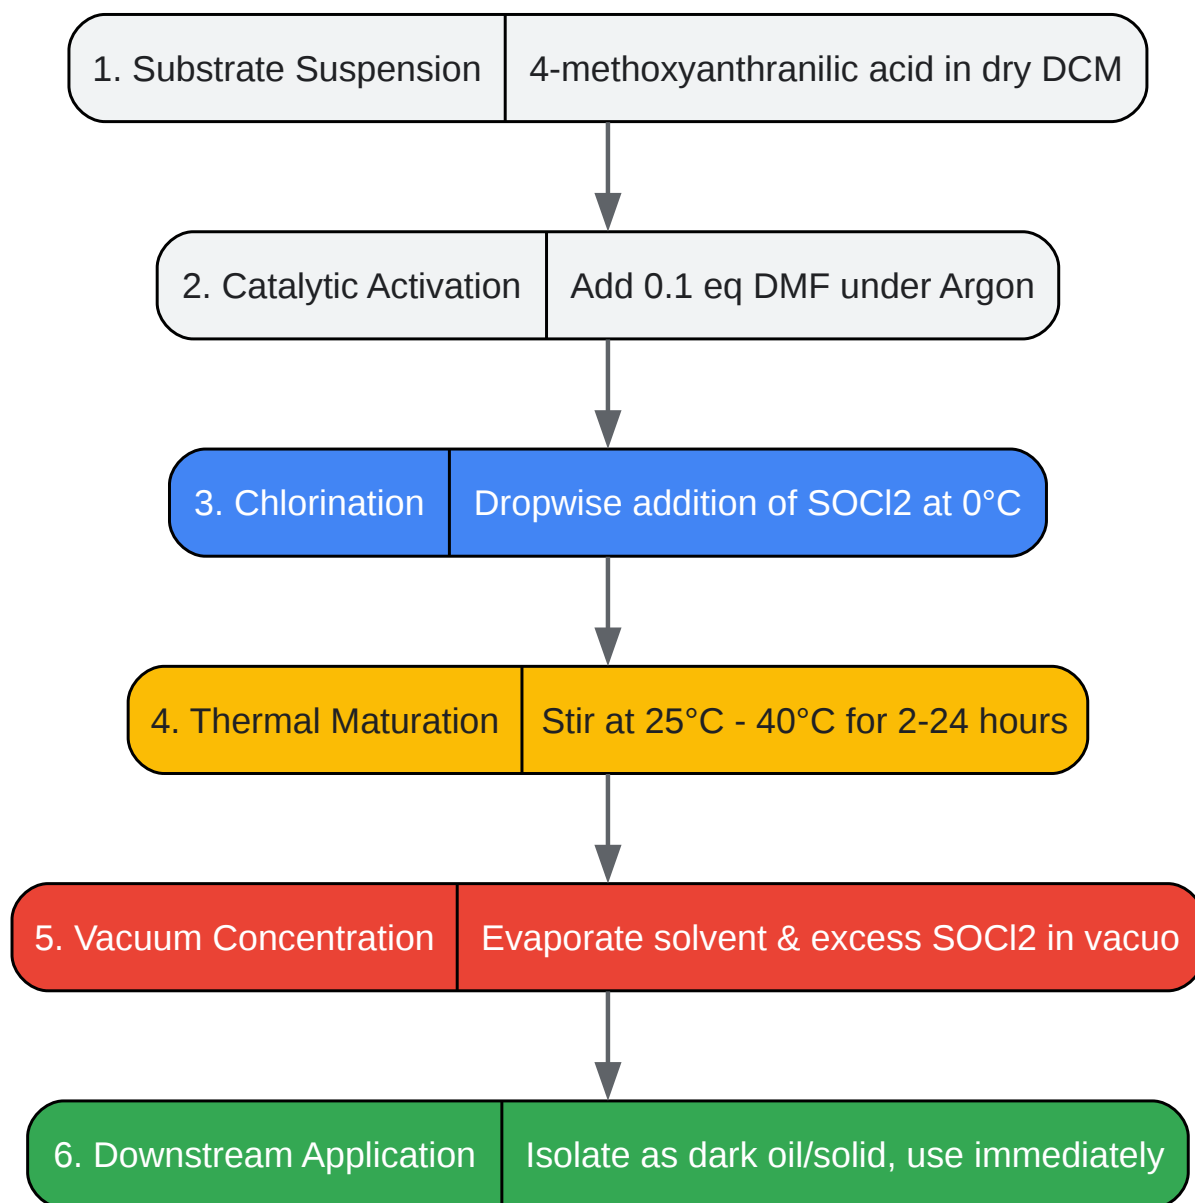 1. Substrate Suspension 4-methoxyanthranilic acid in dry DCM
2. Catalytic Activation Add 0.1 eq DMF under Argon
3. Chlorination Dropwise addition of SOCl2 at 0°C
4. Thermal Maturation Stir at 25°C - 40°C for 2-24 hours
5. Vacuum Concentration Evaporate solvent & excess SOCl2 in vacuo
6. Downstream Application Isolate as dark oil/solid, use immediately